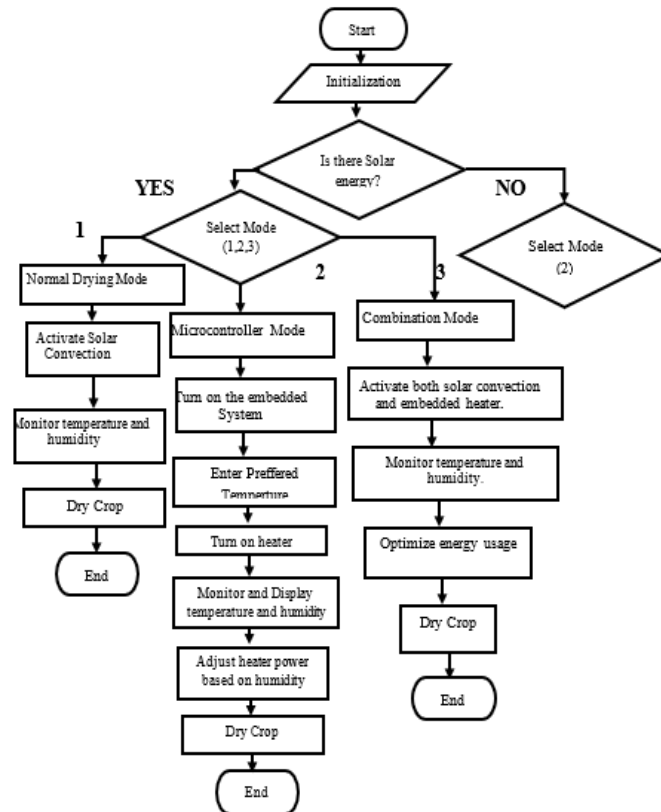 Start
Initialization
Is there Solar
energy?
YES
NO
Select Mode
(1,2,3)
Select Mode
(2)
1
2
3
Normal Drying Mode
Activate Solar
Convection
Monitor temperature and
humidity
Dry Crop
End
Microcontroller Mode
Turn on the embedded
System
Enter Preffered
Temperture
Turn on heater
Monitor and Display
temperature and humidity
Adjust heater power
based on humidity
Dry Crop
End
Combination Mode
Activate both solar convection
and embedded heater.
Monitor temperature and
humidity.
Optimize energy usage
Dry Crop
End